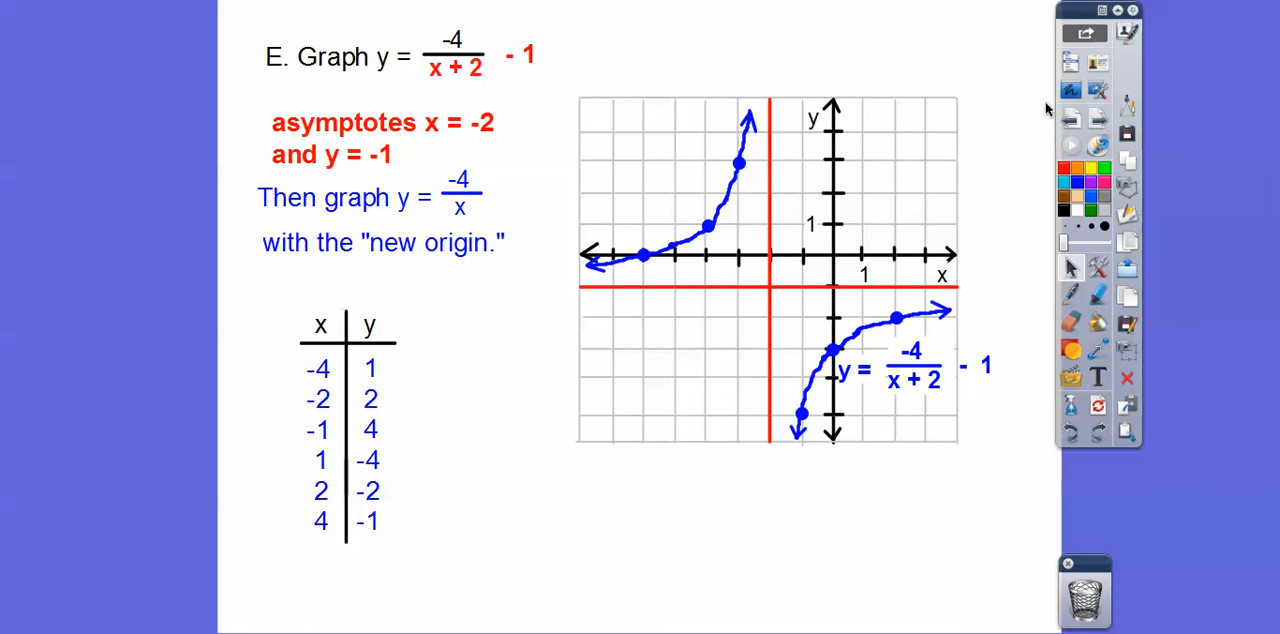 E. Graph y = -4 / x + 2 - 1
asymptotes x = -2
and y = -1
Then graph y = -4 / x
with the "new origin."
x y
-4 1
-2 2
-1 4
1 -4
2 -2
4 -1
y
1
1
x
y = -4 / x + 2 - 1
T